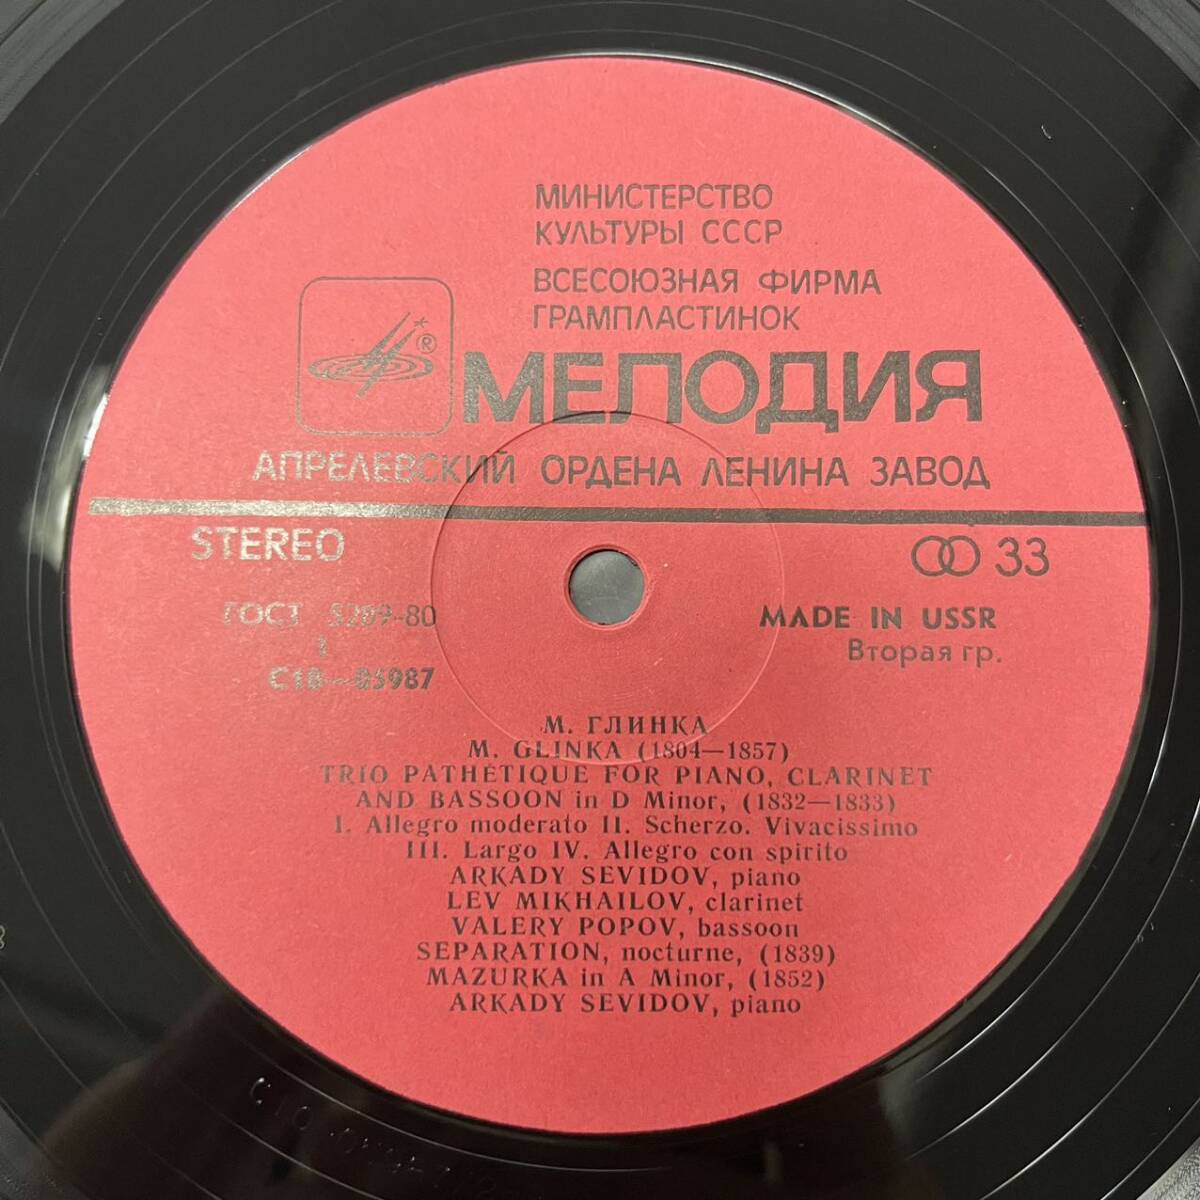 МИНИСТЕРСТВО
КУЛЬТУРЫ СССР
ВСЕСОЮЗНАЯ ФИРМА
ГРАМПЛАСТИНОК
®
МЕЛОДИЯ
АПРЕЛЕВСКИЙ ОРДЕНА ЛЕНИНА ЗАВОД
STEREO
33
ГОСТ 5289-80
MADE IN USSR
1
Вторая гр.
С10—05987
М. ГЛИНКА
M. GLINKA (1804—1857)
TRIO PATHÉTIQUE FOR PIANO, CLARINET
AND BASSOON in D Minor, (1832—1833)
I. Allegro moderato II. Scherzo. Vivacissimo
III. Largo IV. Allegro con spirito
ARKADY SEVIDOV, piano
LEV MIKHAILOV, clarinet
VALERY POPOV, bassoon
SEPARATION, nocturne, (1839)
MAZURKA in A Minor, (1852)
ARKADY SEVIDOV, piano